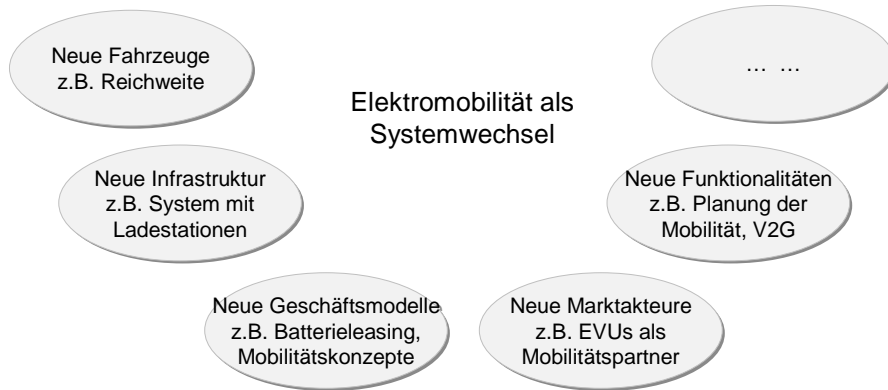 Neue Fahrzeuge
z.B. Reichweite
… …
Elektromobilität als
Systemwechsel
Neue Infrastruktur
z.B. System mit
Ladestationen
Neue Funktionalitäten
z.B. Planung der
Mobilität, V2G
Neue Geschäftsmodelle
z.B. Batterieleasing,
Mobilitätskonzepte
Neue Marktakteure
z.B. EVUs als
Mobilitätspartner